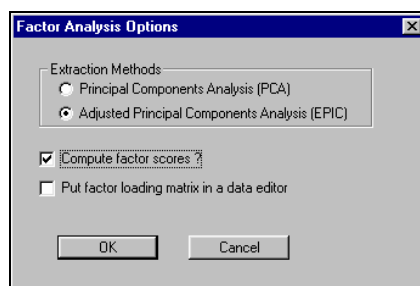 Factor Analysis Options
Extraction Methods
Principal Components Analysis (PCA)
Adjusted Principal Components Analysis (EPIC)
Compute factor scores ?
Put factor loading matrix in a data editor
OK Cancel